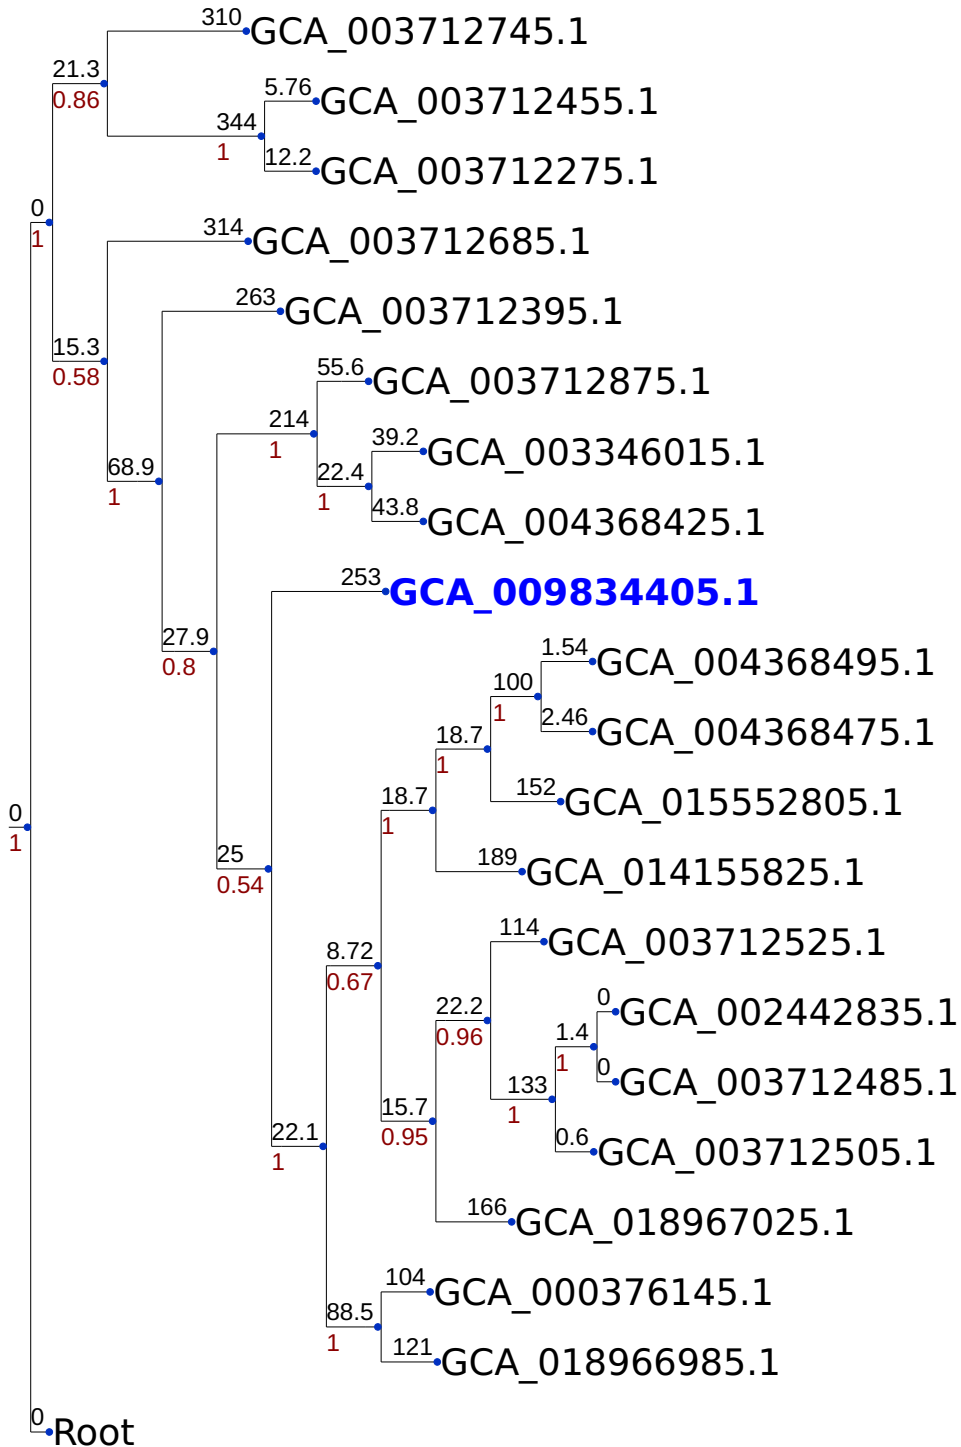 310 GCA_003712745.1
21.3
0.86
5.76 GCA_003712455.1
344
1
12.2 GCA_003712275.1
0
1
314 GCA_003712685.1
263 GCA_003712395.1
15.3
0.58
55.6 GCA_003712875.1
214
1
39.2 GCA_003346015.1
68.9
1
22.4
1
43.8 GCA_004368425.1
253 GCA_009834405.1
27.9
0.8
1.54 GCA_004368495.1
100
1
2.46 GCA_004368475.1
18.7
1
152 GCA_015552805.1
18.7
1
0
1
25
0.54
189 GCA_014155825.1
114 GCA_003712525.1
8.72
0.67
22.2
0.96
0 GCA_002442835.1
1.4
1
0 GCA_003712485.1
133
1
15.7
0.95
0.6 GCA_003712505.1
22.1
1
166 GCA_018967025.1
104 GCA_000376145.1
88.5
1
121 GCA_018966985.1
0 Root